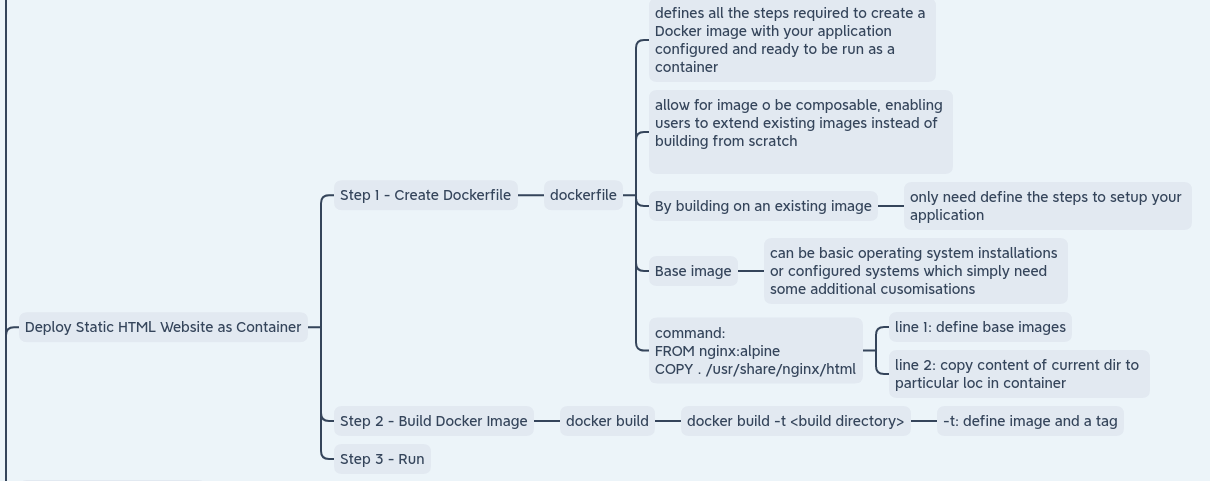 defines all the steps required to create a
Docker image with your application
configured and ready to be run as a
container
allow for image o be composable, enabling
users to extend existing images instead of
building from scratch
Step 1 - Create Dockerfile
dockerfile
By building on an existing image
only need define the steps to setup your
application
Base image
can be basic operating system installations
or configured systems which simply need
some additional cusomisations
Deploy Static HTML Website as Container
command:
FROM nginx:alpine
COPY . /usr/share/nginx/html
line 1: define base images
line 2: copy content of current dir to
particular loc in container
Step 2 - Build Docker Image
docker build
docker build -t <build directory>
-t: define image and a tag
Step 3 - Run